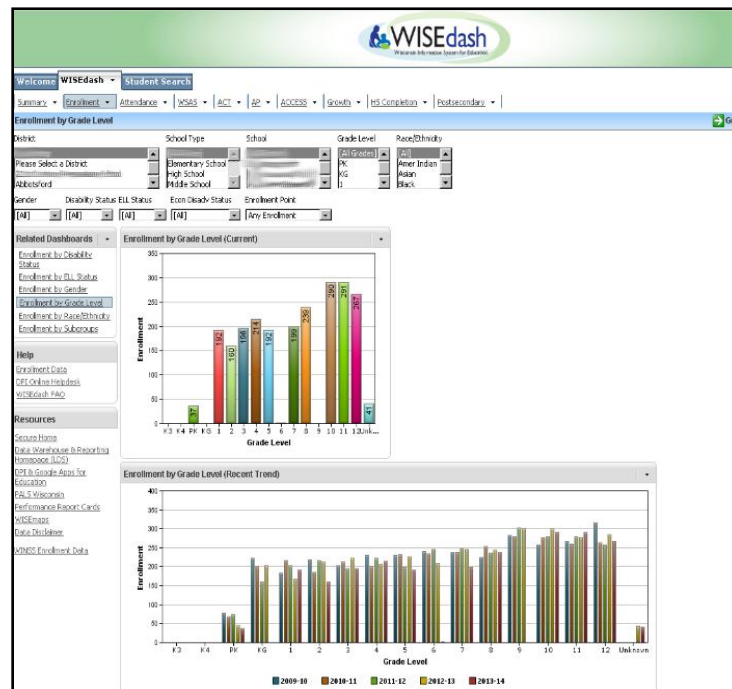 WISEdash
Wisconsin Information System for Education
Welcome WISEdash Student Search
Summary Enrollment Attendance WSAS ACT AP ACCESS Growth HS Completion Postsecondary
Enrollment by Grade Level
District School Type School Grade Level Race/Ethnicity
[All Grades] [All]
Please Select a District Elementary School PK Amer Indian
High School KG Asian
Abbotsford Middle School 1 Black
Gender Disability Status ELL Status Econ Disadv Status Enrollment Point
[All] [All] [All] [All] Any Enrollment
Related Dashboards
Enrollment by Disability
Status
Enrollment by ELL Status
Enrollment by Gender
Enrollment by Grade Level
Enrollment by Race/Ethnicity
Enrollment by Subgroups
Help
Enrollment Data
DPI Online Helpdesk
WISEdash FAQ
Resources
Secure Home
Data Warehouse & Reporting
Homepage (LDS)
DPI & Google Apps for
Education
PALS Wisconsin
Performance Report Cards
WISEmaps
Data Disclaimer
WINSS Enrollment Data
Enrollment by Grade Level (Current)
350
300
250
200
150
100
50
0
Enrollment
37 192 160 196 214 192 199 239 290 291 267 41
K3 K4 PK KG 1 2 3 4 5 6 7 8 9 10 11 12 Unk...
Grade Level
Enrollment by Grade Level (Recent Trend)
400
350
300
250
200
150
100
50
0
Enrollment
K3 K4 PK KG 1 2 3 4 5 6 7 8 9 10 11 12 Unknown
Grade Level
2009-10 2010-11 2011-12 2012-13 2013-14